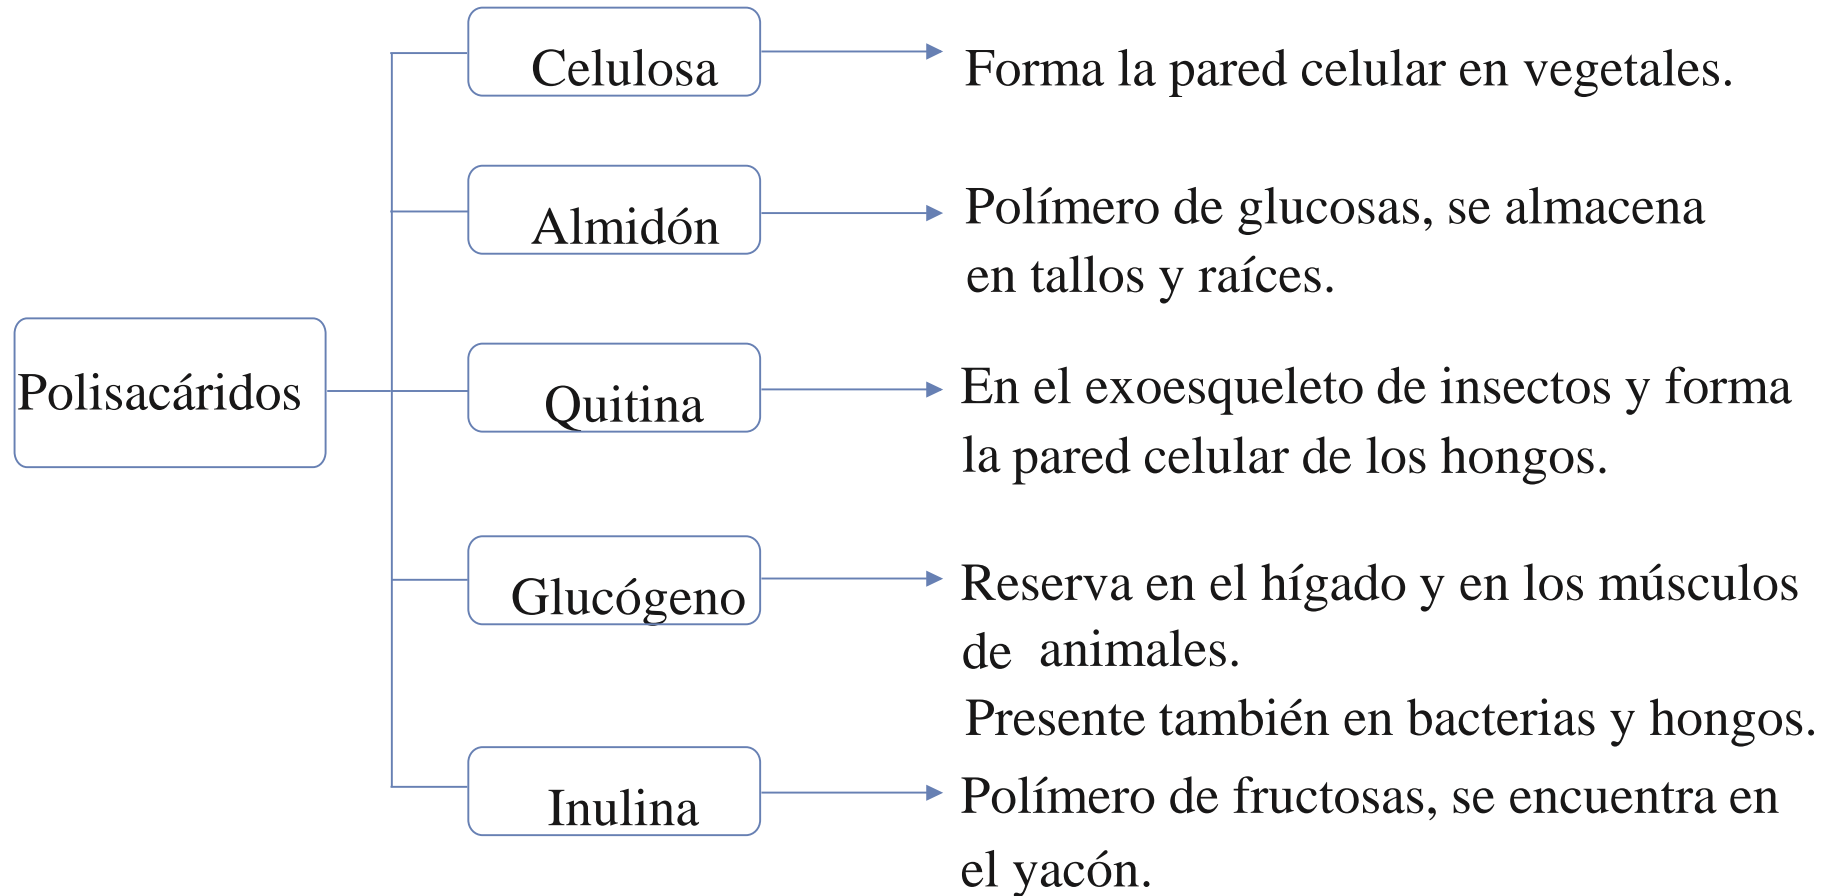 Polisacáridos
Celulosa
Forma la pared celular en vegetales.
Almidón
Polímero de glucosas, se almacena
en tallos y raíces.
Quitina
En el exoesqueleto de insectos y forma
la pared celular de los hongos.
Glucógeno
Reserva en el hígado y en los músculos
de animales.
Presente también en bacterias y hongos.
Inulina
Polímero de fructosas, se encuentra en
el yacón.